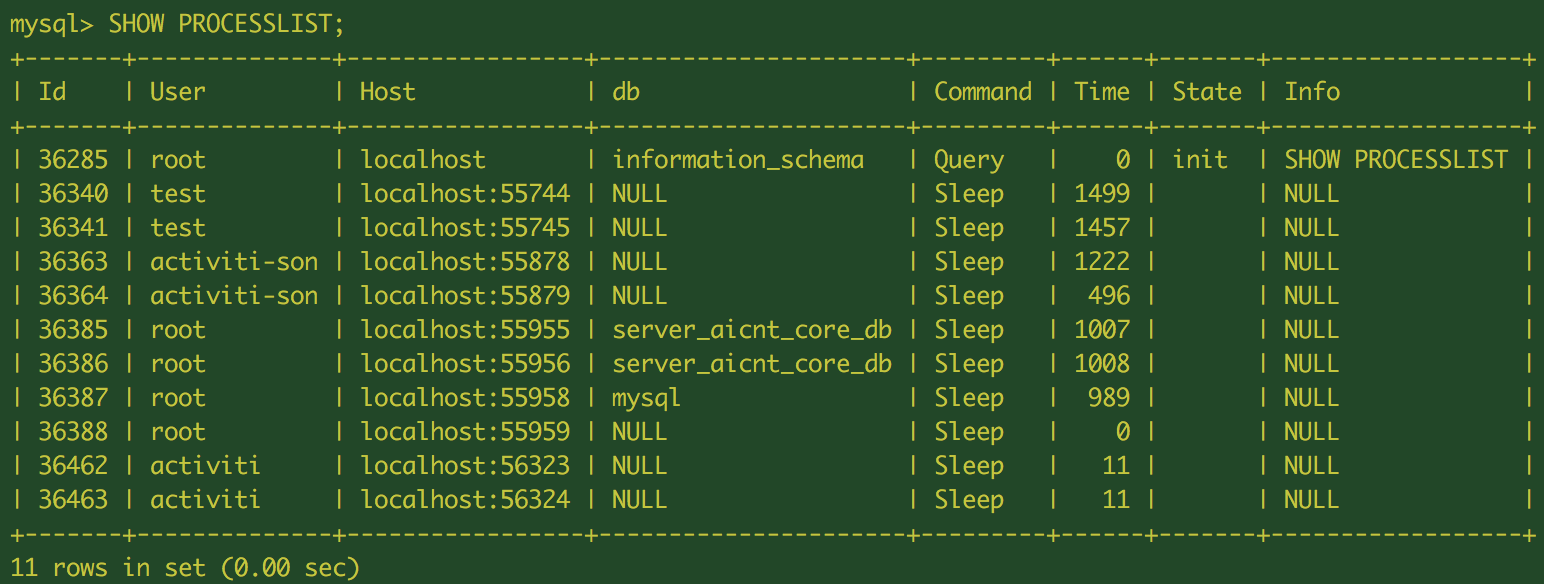 mysql> SHOW PROCESSLIST;
+-------+-------------+-----------------+----------------------+---------+------+-------+------------------+
| Id    | User        | Host            | db                   | Command | Time | State | Info             |
+-------+-------------+-----------------+----------------------+---------+------+-------+------------------+
| 36285 | root        | localhost       | information_schema   | Query   |    0 | init  | SHOW PROCESSLIST |
| 36340 | test        | localhost:55744 | NULL                 | Sleep   | 1499 |       | NULL             |
| 36341 | test        | localhost:55745 | NULL                 | Sleep   | 1457 |       | NULL             |
| 36363 | activiti-son | localhost:55878 | NULL                 | Sleep   | 1222 |       | NULL             |
| 36364 | activiti-son | localhost:55879 | NULL                 | Sleep   |  496 |       | NULL             |
| 36385 | root        | localhost:55955 | server_aicnt_core_db | Sleep   | 1007 |       | NULL             |
| 36386 | root        | localhost:55956 | server_aicnt_core_db | Sleep   | 1008 |       | NULL             |
| 36387 | root        | localhost:55958 | mysql                | Sleep   |  989 |       | NULL             |
| 36388 | root        | localhost:55959 | NULL                 | Sleep   |    0 |       | NULL             |
| 36462 | activiti    | localhost:56323 | NULL                 | Sleep   |   11 |       | NULL             |
| 36463 | activiti    | localhost:56324 | NULL                 | Sleep   |   11 |       | NULL             |
+-------+-------------+-----------------+----------------------+---------+------+-------+------------------+
11 rows in set (0.00 sec)